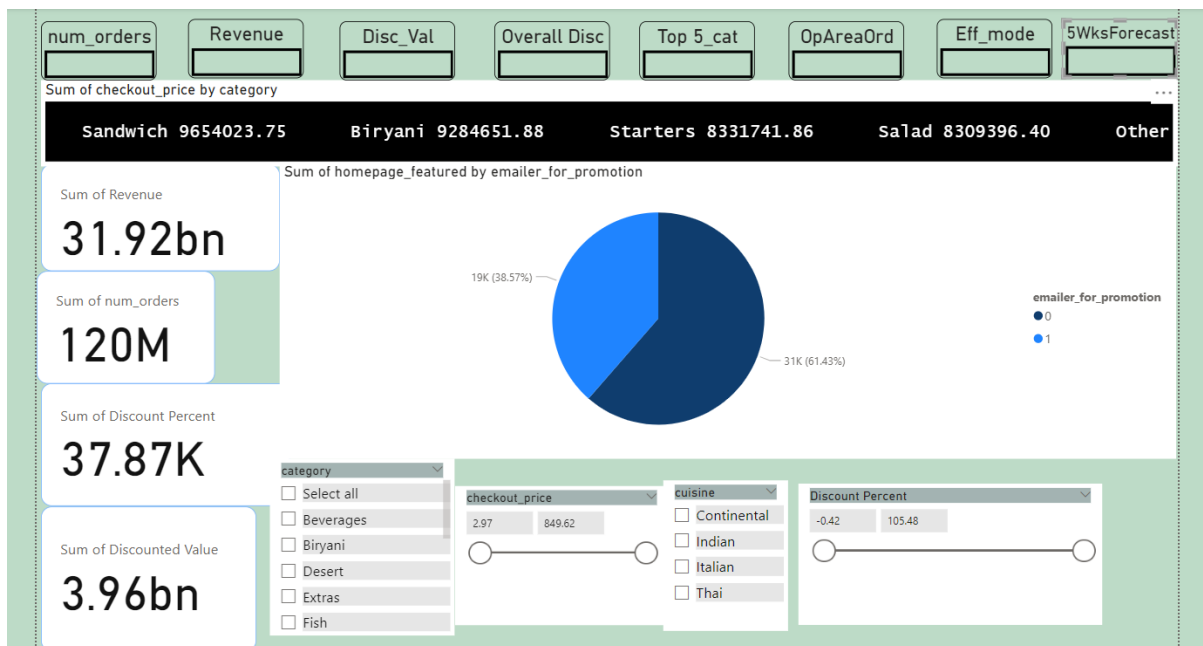 num_orders
Revenue
Disc_Val
Overall Disc
Top 5_cat
OpAreaOrd
Eff_mode
5WksForecast
Sum of checkout_price by category
Sandwich 9654023.75 Biryani 9284651.88 Starters 8331741.86 Salad 8309396.40 Other
Sum of Revenue
31.92bn
Sum of num_orders
120M
Sum of Discount Percent
37.87K
Sum of Discounted Value
3.96bn
Sum of homepage_featured by emailer_for_promotion
19K (38.57%)
31K (61.43%)
emailer_for_promotion
0
1
category
Select all
Beverages
Biryani
Desert
Extras
Fish
checkout_price
2.97 849.62
cuisine
Continental
Indian
Italian
Thai
Discount Percent
-0.42 105.48